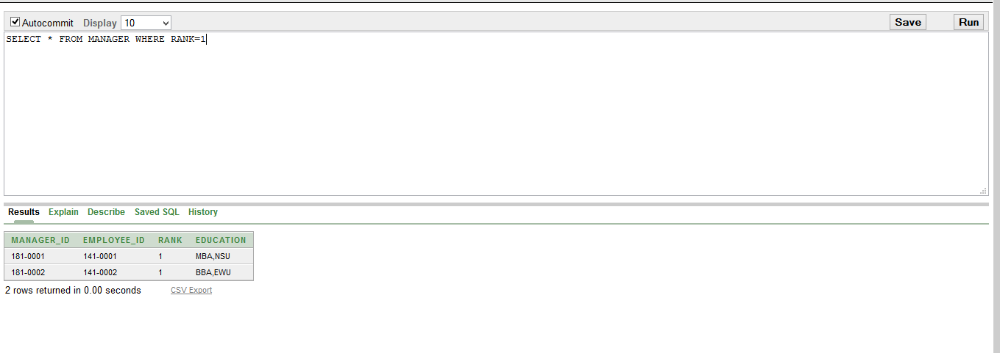 Autocommit Display 10 Save Run
SELECT * FROM MANAGER WHERE RANK=1
Results Explain Describe Saved SQL History
MANAGER_ID EMPLOYEE_ID RANK EDUCATION
181-0001 141-0001 1 MBA,NSU
181-0002 141-0002 1 BBA,EWU
2 rows returned in 0.00 seconds CSV Export